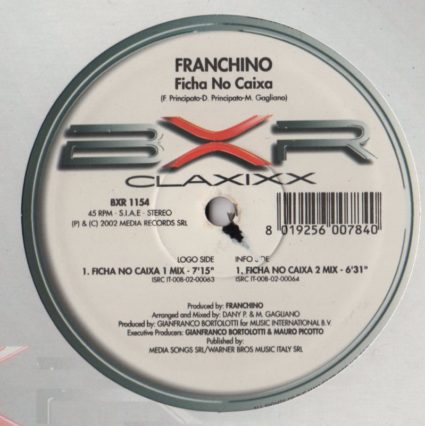 FRANCHINO
Ficha No Caixa
(F. Principato-D. Principato-M. Gagliano)
BXR
CLAXIXX
BXR 1154
45 RPM - S.I.A.E - STEREO
(P) & (C) 2002 MEDIA RECORDS SRL
8 019256 007840
LOGO SIDE
1. FICHA NO CAIXA 1 MIX - 7'15"
ISRC IT-00B-02-00063
INFO SIDE
1. FICHA NO CAIXA 2 MIX - 6'31"
ISRC IT-00B-02-00064
Produced by: FRANCHINO
Arranged and Mixed by: DANY P. & M. GAGLIANO
Produced by: GIANFRANCO BORTOLOTTI for MUSIC INTERNATIONAL B.V.
Executive Producers: GIANFRANCO BORTOLOTTI & MAURO PICOTTO
Published by:
MEDIA SONGS SRL/WARNER BROS MUSIC ITALY SRL